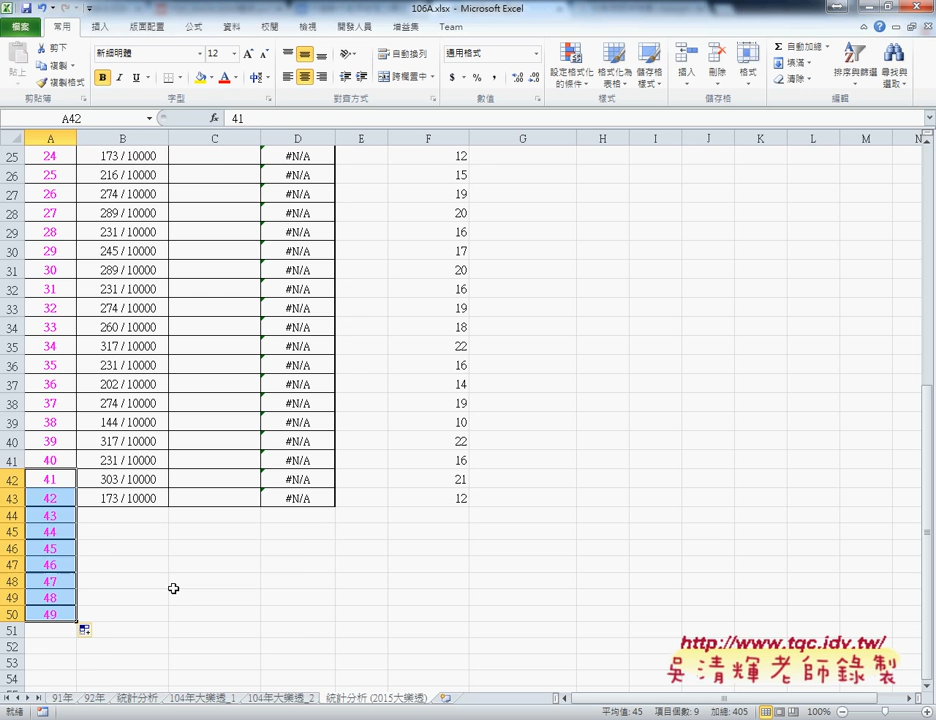 106A.xlsx - Microsoft Excel
檔案 常用 插入 版面配置 公式 資料 校閱 檢視 開發人員 增益集 Team
貼上 剪下 複製 複製格式 剪貼簿
新細明體 12 B I U A A A 字型
自動換列 跨欄置中 對齊方式
通用格式 $ % , 數值
設定格式化的條件 格式化為表格 儲存格樣式 樣式
插入 刪除 格式 儲存格
Σ 自動加總 填滿 清除 排序與篩選 尋找與選取 編輯
A42 fx 41
A B C D E F G H I J K L M N
25 24 173 / 10000 #N/A 12
26 25 216 / 10000 #N/A 15
27 26 274 / 10000 #N/A 19
28 27 289 / 10000 #N/A 20
29 28 231 / 10000 #N/A 16
30 29 245 / 10000 #N/A 17
31 30 289 / 10000 #N/A 20
32 31 231 / 10000 #N/A 16
33 32 274 / 10000 #N/A 19
34 33 260 / 10000 #N/A 18
35 34 317 / 10000 #N/A 22
36 35 231 / 10000 #N/A 16
37 36 202 / 10000 #N/A 14
38 37 274 / 10000 #N/A 19
39 38 144 / 10000 #N/A 10
40 39 317 / 10000 #N/A 22
41 40 231 / 10000 #N/A 16
42 41 303 / 10000 #N/A 21
43 42 173 / 10000 #N/A 12
44 43
45 44
46 45
47 46
48 47
49 48
50 49
51
52
53
54
http://www.tqc.idv.tw/
吳清輝老師錄製
91年 92年 統計分析 104年大樂透_1 104年大樂透_2 統計分析 (2015大樂透)
就緒 平均值: 45 項目個數: 9 加總: 405 100%